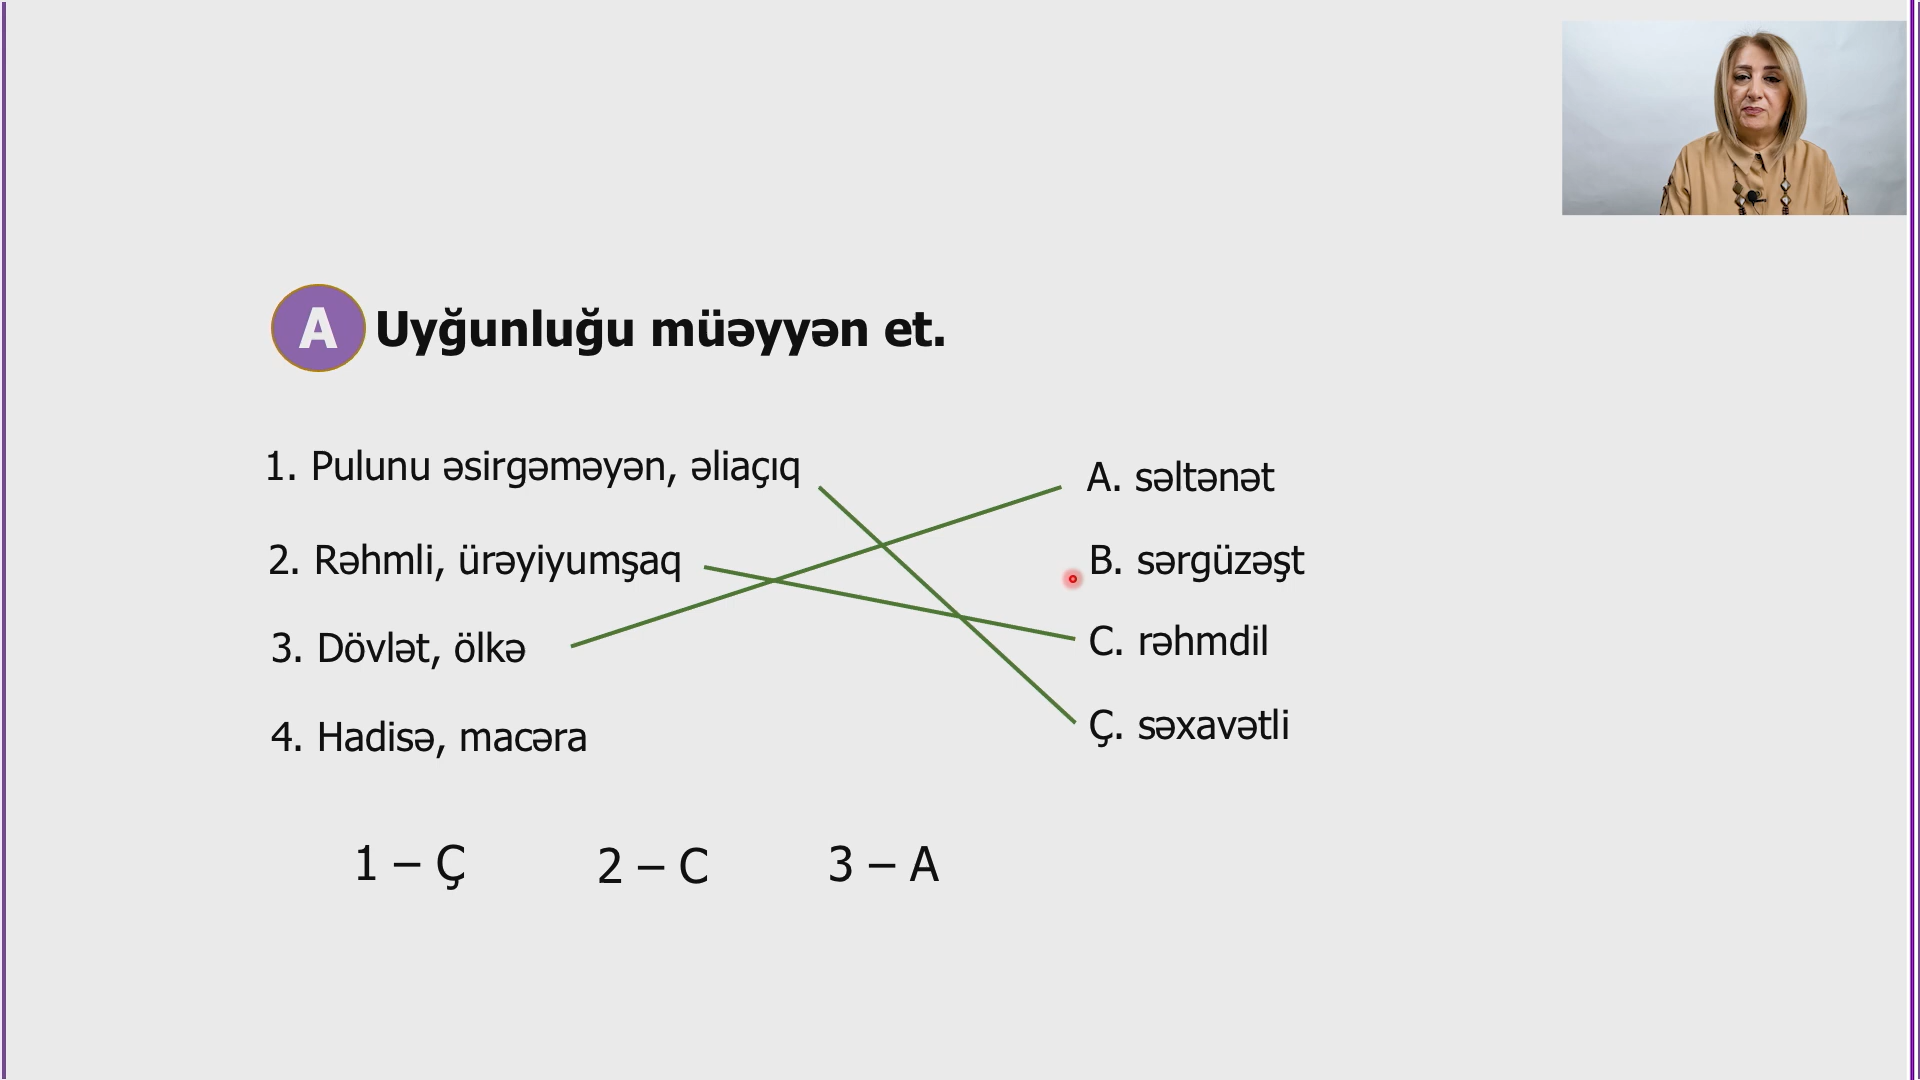 A Uyğunluğu müəyyən et.
1. Pulunu əsirgəməyən, əliaçıq
A. səltənət
2. Rəhmli, ürəyiyumşaq
B. sərgüzəşt
3. Dövlət, ölkə
C. rəhmdil
4. Hadisə, macəra
Ç. səxavətli
1 – Ç 2 – C 3 – A